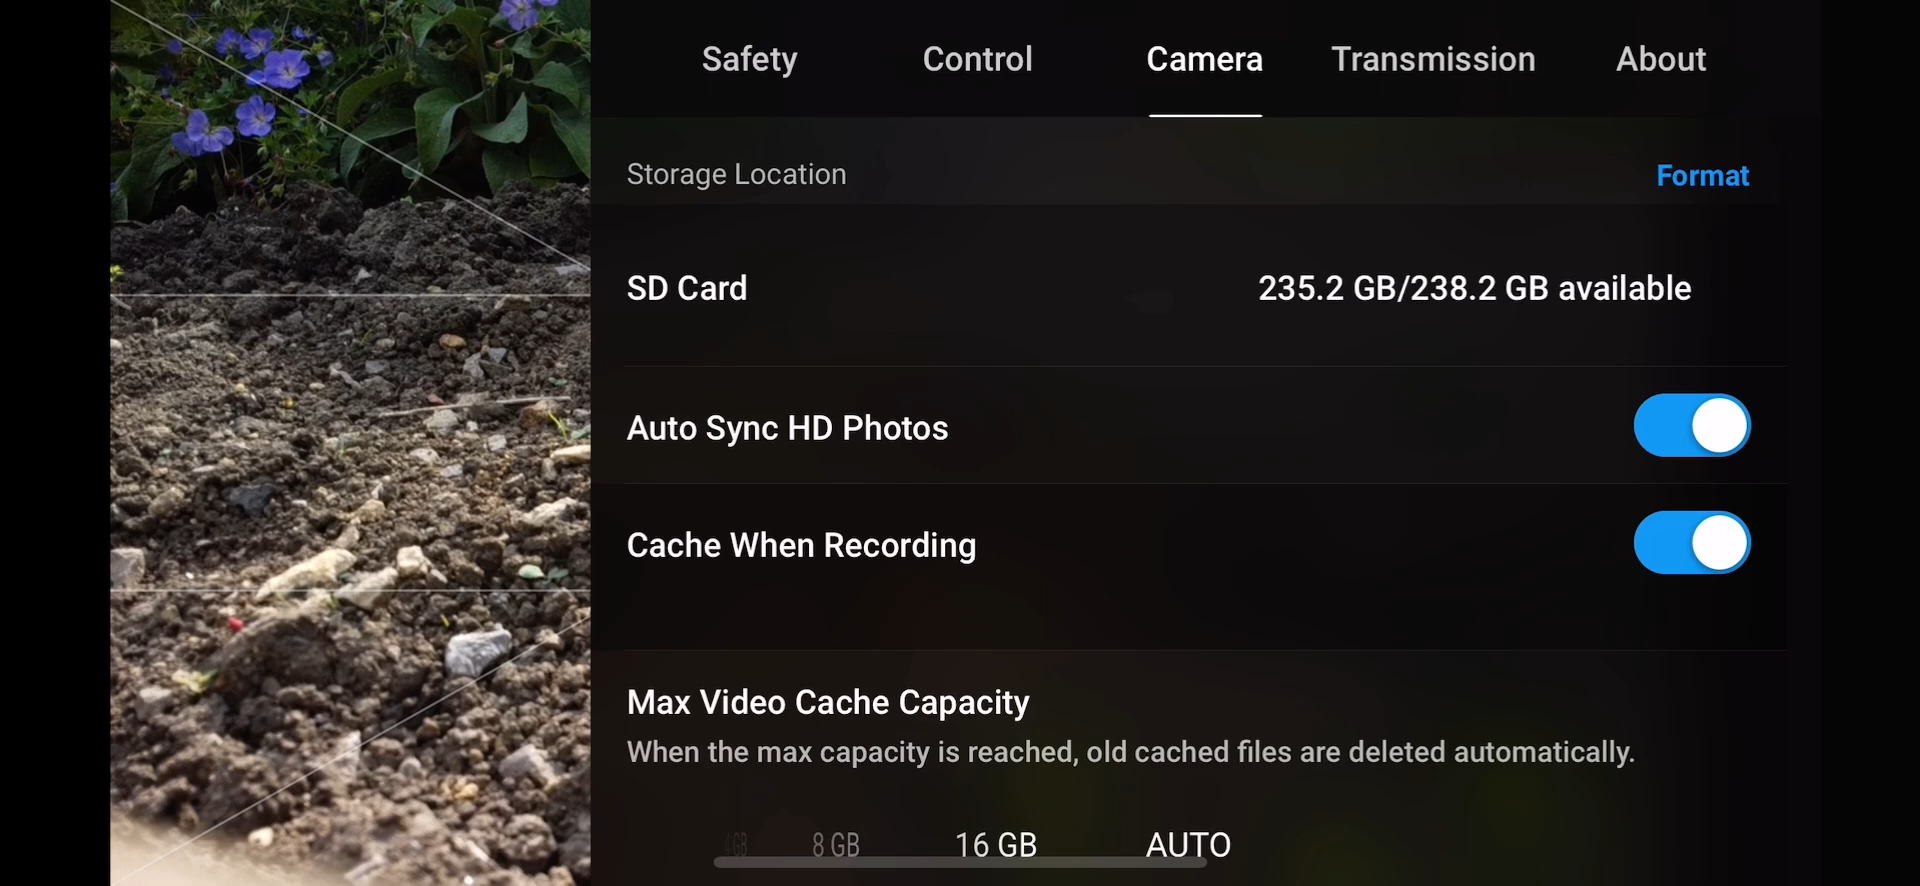 Safety Control Camera Transmission About
Storage Location Format
SD Card 235.2 GB/238.2 GB available
Auto Sync HD Photos
Cache When Recording
Max Video Cache Capacity
When the max capacity is reached, old cached files are deleted automatically.
4 GB 8 GB 16 GB AUTO